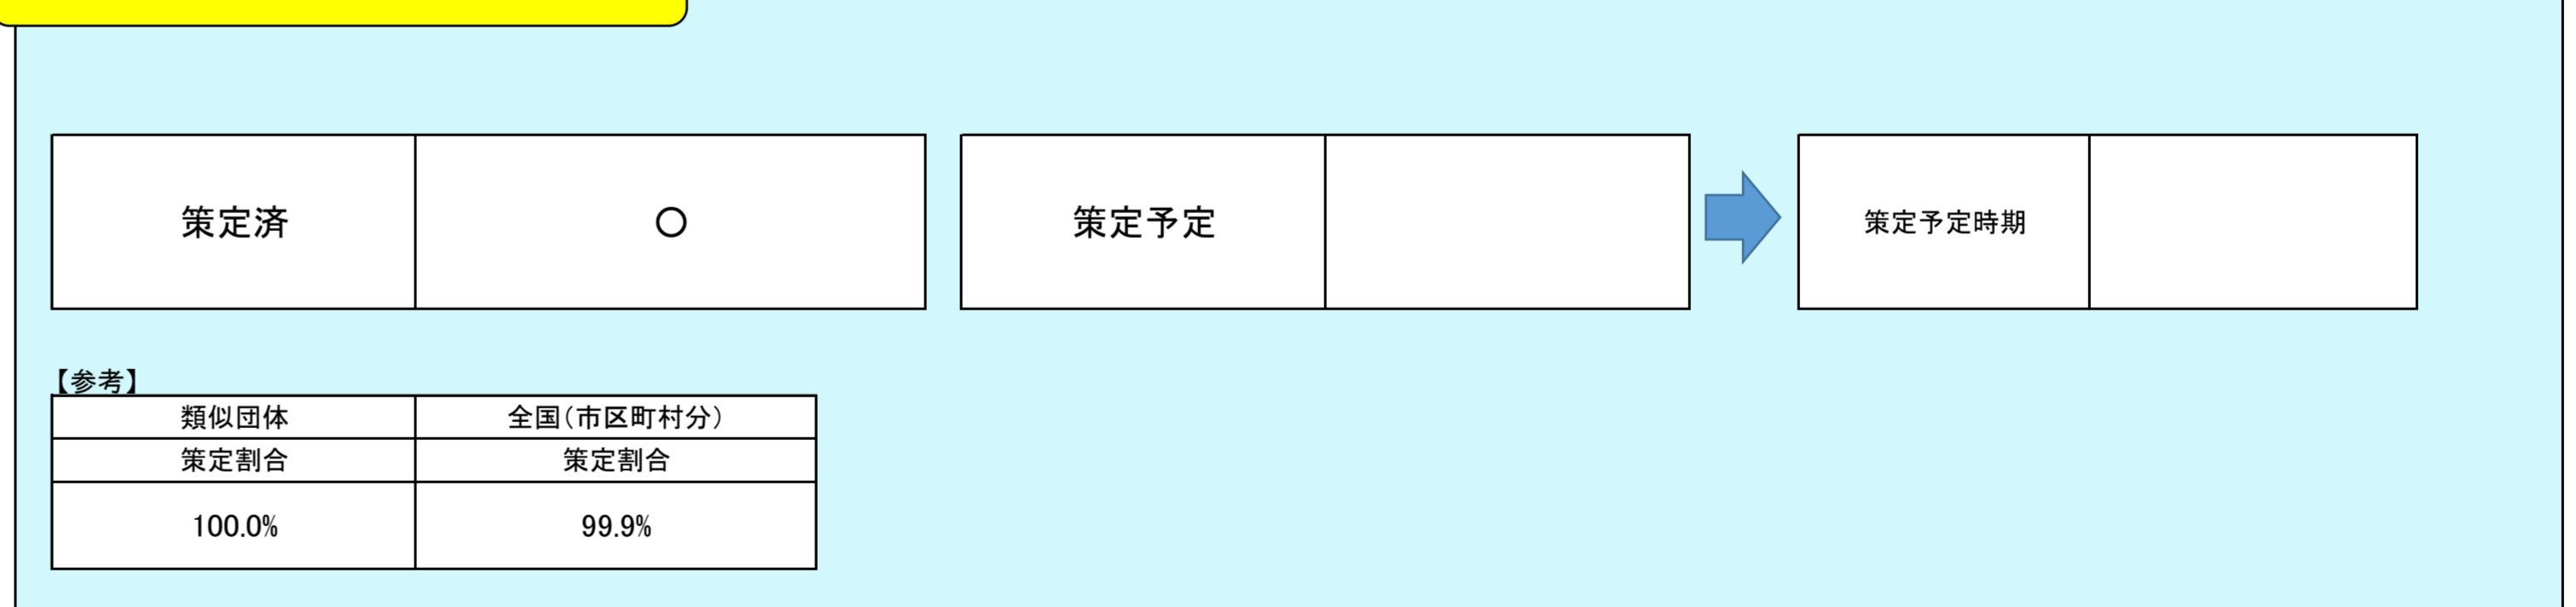 策定済 〇 策定予定 策定予定時期
【参考】
類似団体 全国(市区町村分)
策定割合 策定割合
100.0% 99.9%